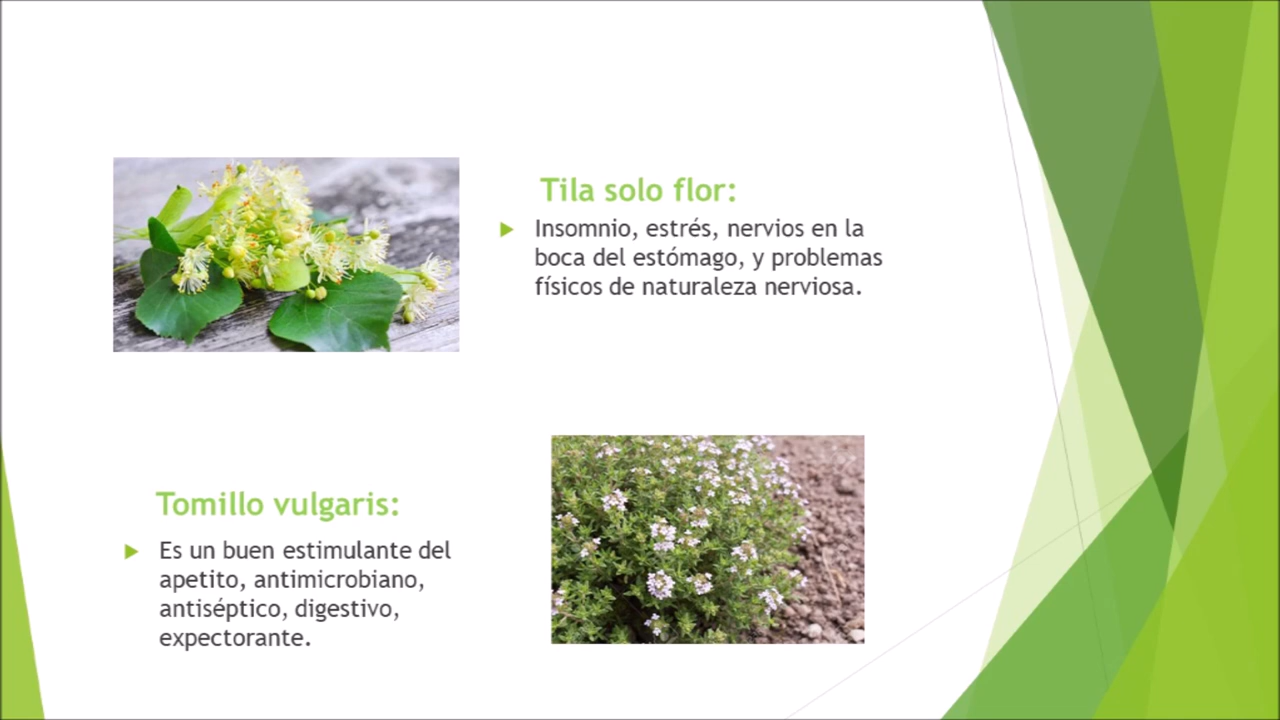 Tila solo flor:
Insomnio, estrés, nervios en la
boca del estómago, y problemas
físicos de naturaleza nerviosa.
Tomillo vulgaris:
Es un buen estimulante del
apetito, antimicrobiano,
antiséptico, digestivo,
expectorante.